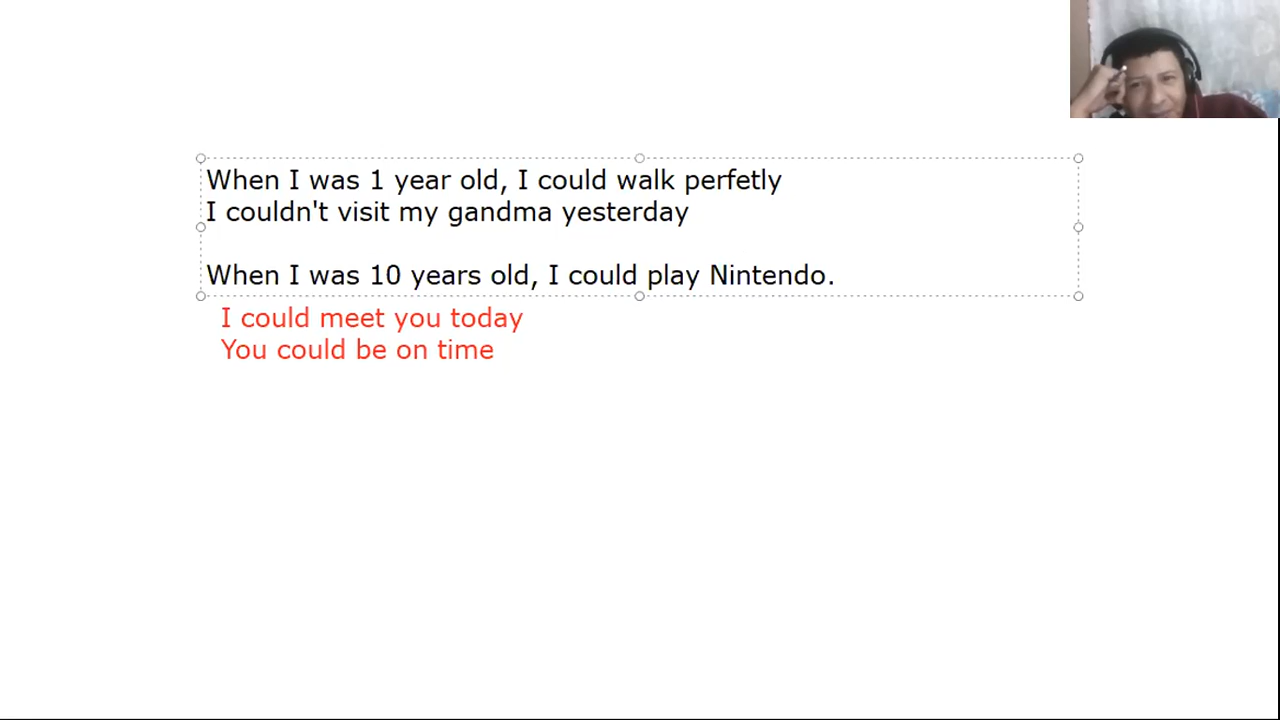 When I was 1 year old, I could walk perfetly
I couldn't visit my gandma yesterday
When I was 10 years old, I could play Nintendo.
I could meet you today
You could be on time